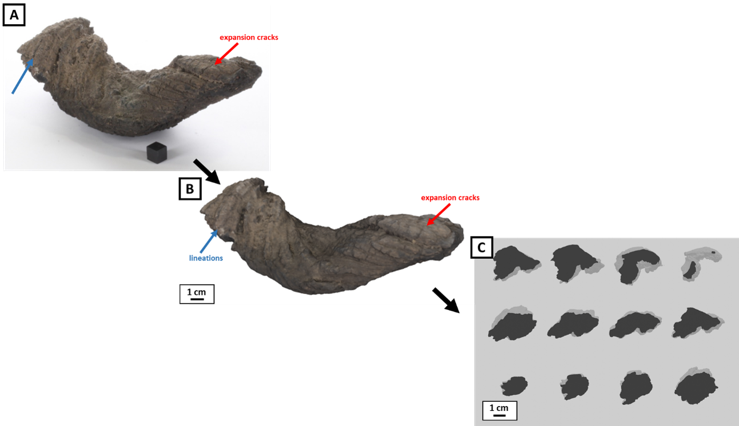 A
expansion cracks
B
expansion cracks
lineations
1 cm
C
1 cm